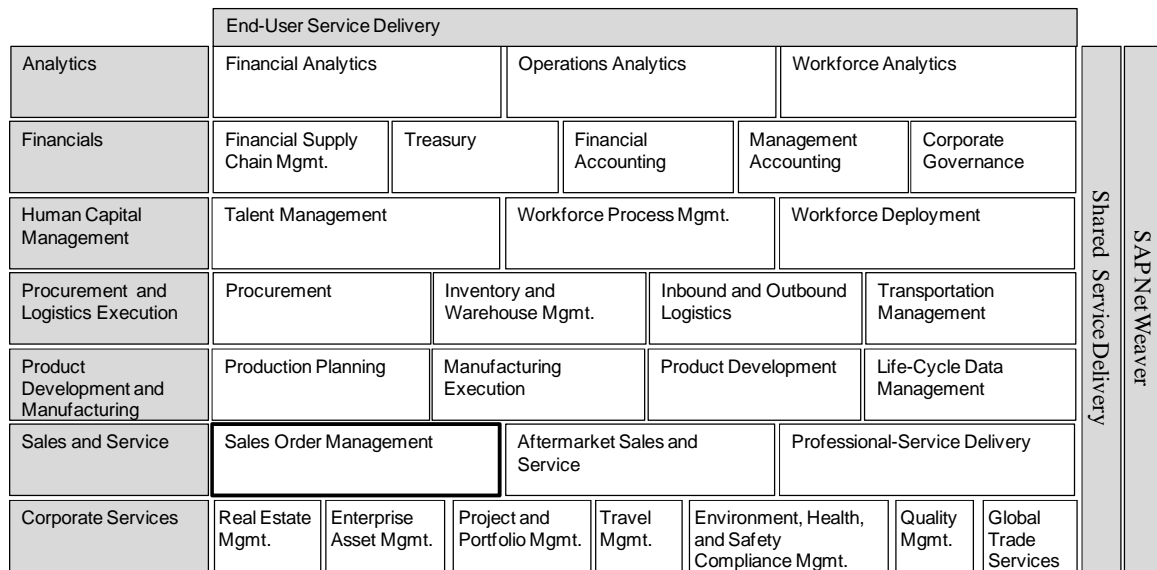 End-User Service Delivery
Analytics
Financial Analytics
Operations Analytics
Workforce Analytics
Financials
Financial Supply
Chain Mgmt.
Treasury
Financial
Accounting
Management
Accounting
Corporate
Governance
Human Capital
Management
Talent Management
Workforce Process Mgmt.
Workforce Deployment
Procurement and
Logistics Execution
Procurement
Inventory and
Warehouse Mgmt.
Inbound and Outbound
Logistics
Transportation
Management
Product
Development and
Manufacturing
Production Planning
Manufacturing
Execution
Product Development
Life-Cycle Data
Management
Sales and Service
Sales Order Management
Aftermarket Sales and
Service
Professional-Service Delivery
Corporate Services
Real Estate
Mgmt.
Enterprise
Asset Mgmt.
Project and
Portfolio Mgmt.
Travel
Mgmt.
Environment, Health,
and Safety
Compliance Mgmt.
Quality
Mgmt.
Global
Trade
Services
Shared Service Delivery
SAP NetWeaver